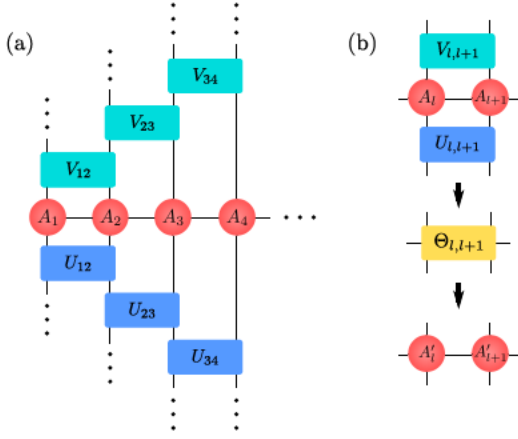 (a)
V₃₄
V₂₃
V₁₂
A₁ A₂ A₃ A₄ ···
U₁₂
U₂₃
U₃₄
(b)
Vₗ,ₗ₊₁
Aₗ Aₗ₊₁
Uₗ,ₗ₊₁
Θₗ,ₗ₊₁
A′ₗ A′ₗ₊₁